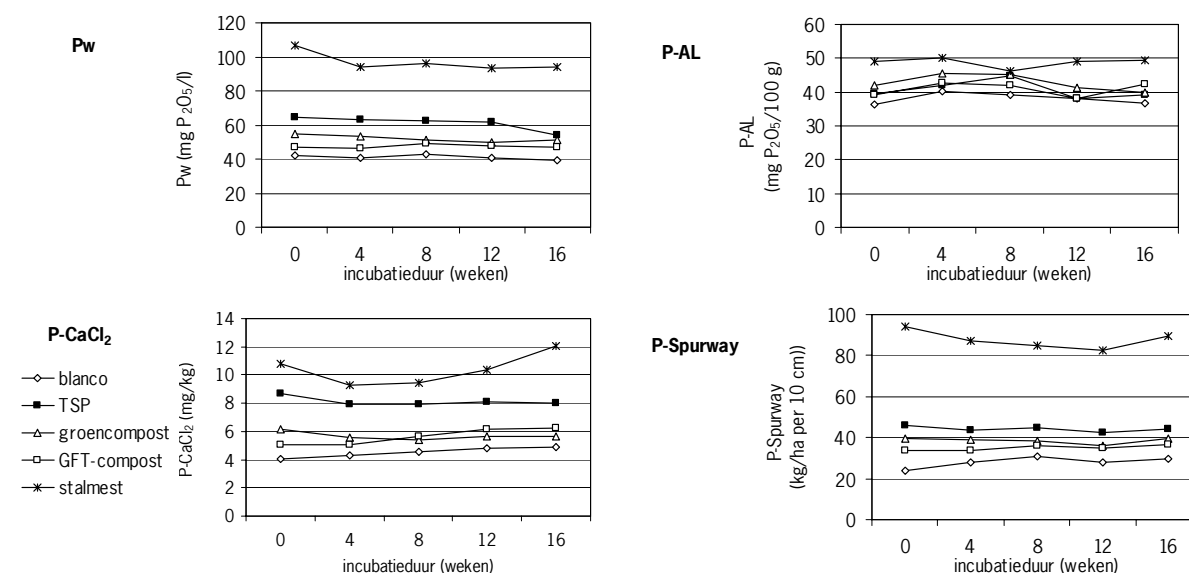 Pw
Pw (mg P2O5/l)
120
100
80
60
40
20
0
0 4 8 12 16
incubatieduur (weken)
P-AL
P-AL
(mg P2O5/100 g)
60
50
40
30
20
10
0
0 4 8 12 16
incubatieduur (weken)
P-CaCl2
blanco
TSP
groencompost
GFT-compost
stalmest
P-CaCl2 (mg/kg)
14
12
10
8
6
4
2
0
0 4 8 12 16
incubatieduur (weken)
P-Spurway
P-Spurway
(kg/ha per 10 cm))
100
80
60
40
20
0
0 4 8 12 16
incubatieduur (weken)